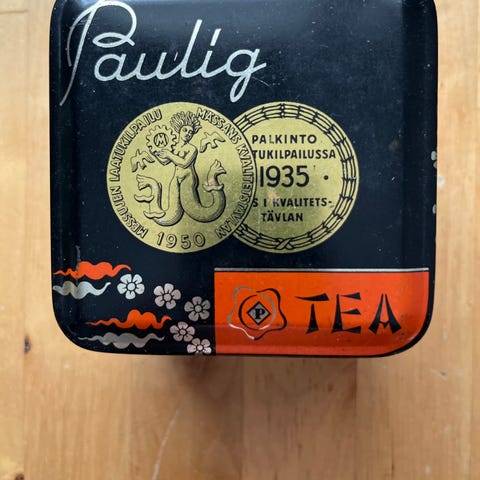 Paulig
MESSUJEN LAATUKILPAILU
MÄSSANS KVALITETSTÄVLAN
M
1950
PALKINTO
TUKILPAILUSSA
1935
S I KVALITETS-
TÄVLAN
P
TEA